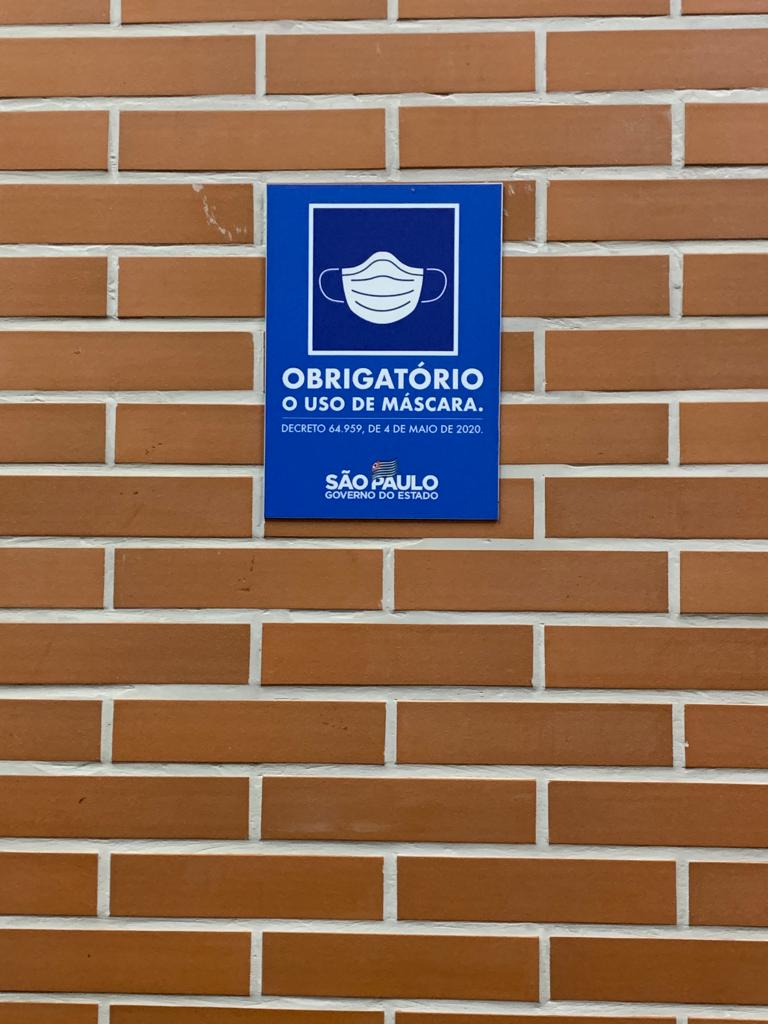 OBRIGATÓRIO
O USO DE MÁSCARA.
DECRETO 64.959, DE 4 DE MAIO DE 2020.
SÃO PAULO
GOVERNO DO ESTADO